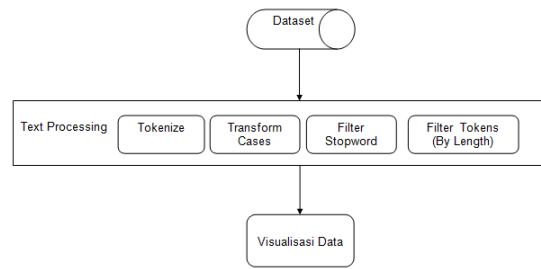 Dataset
Text Processing
Tokenize
Transform
Cases
Filter
Stopword
Filter Tokens
(By Length)
Visualisasi Data